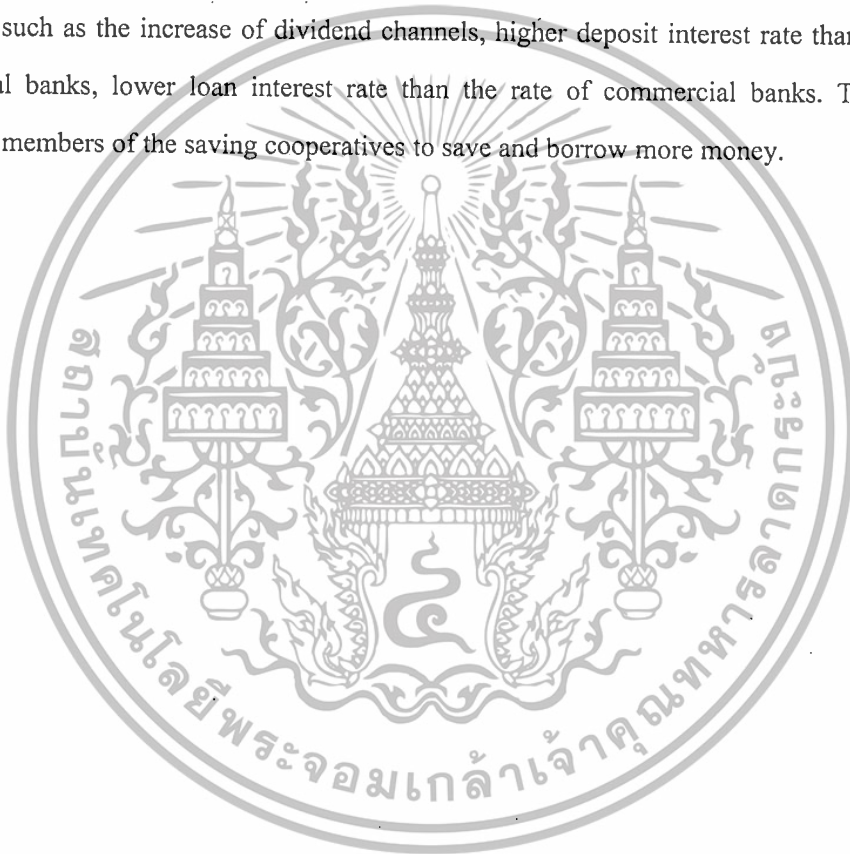 such as the increase of dividend channels, higher deposit interest rate than
banks, lower loan interest rate than the rate of commercial banks.
members of the saving cooperatives to save and borrow more money.
สถาบันเทคโนโลยีพระจอมเกล้าเจ้าคุณทหารลาดกระบัง
๔